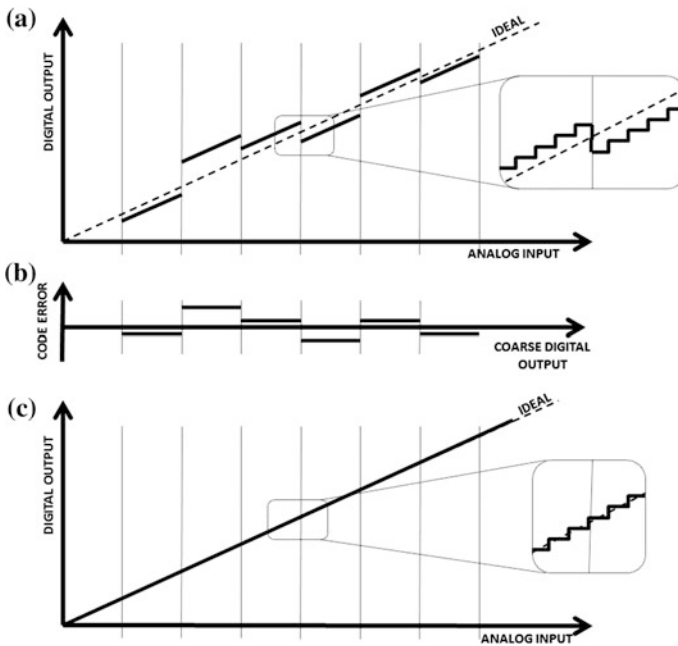 (a)
DIGITAL OUTPUT
IDEAL
ANALOG INPUT
(b)
CODE ERROR
COARSE DIGITAL
OUTPUT
(c)
DIGITAL OUTPUT
IDEAL
ANALOG INPUT